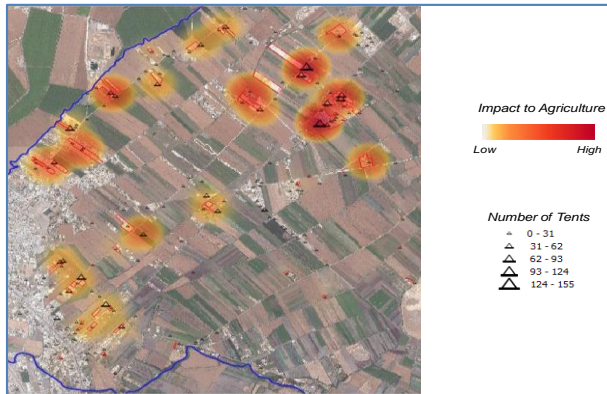 Impact to Agriculture
Low High
Number of Tents
0 - 31
31 - 62
62 - 93
93 - 124
124 - 155